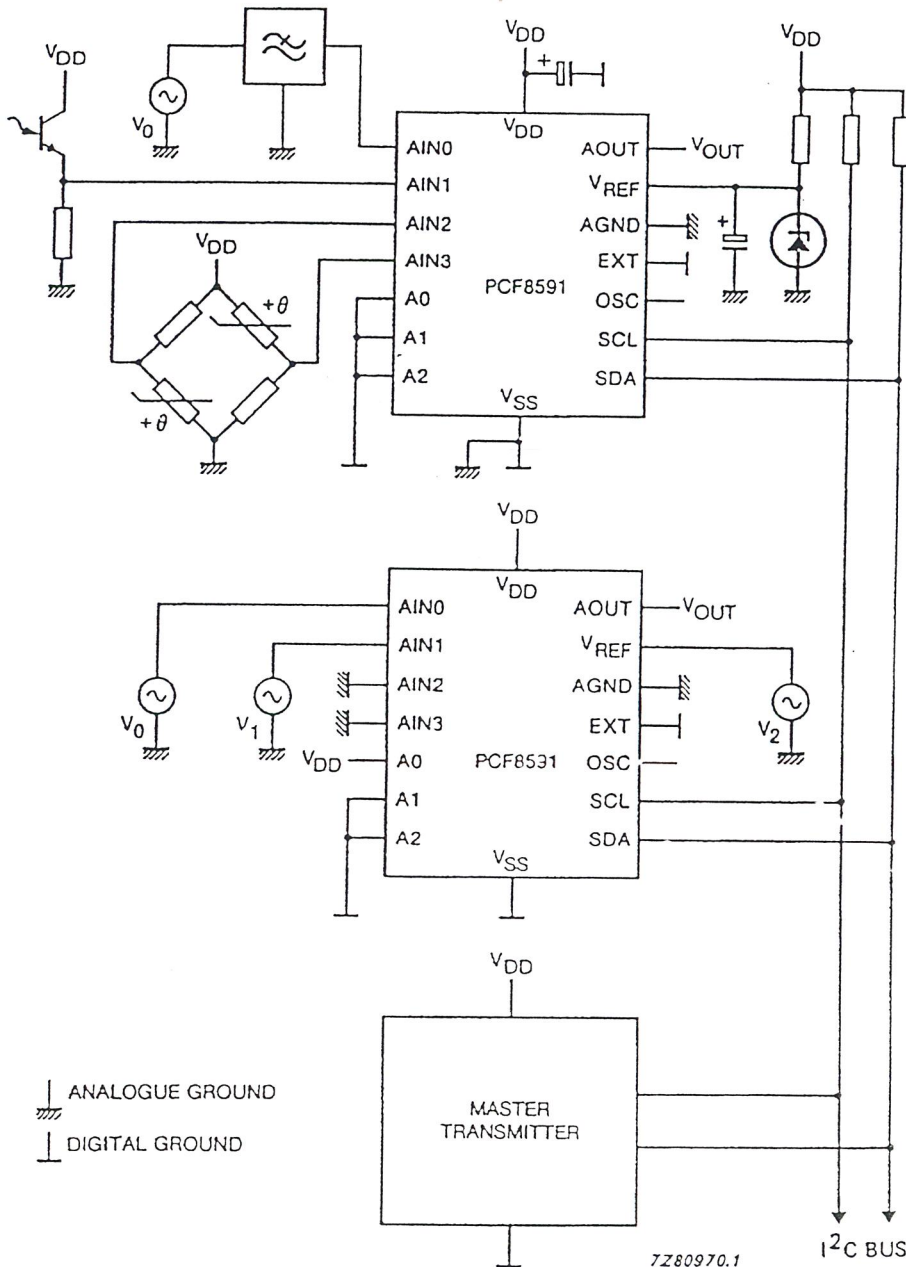 VDD
VDD
VDD
V0
VDD
AIN0
AOUT
VOUT
AIN1
VREF
AIN2
AGND
VDD
AIN3
EXT
PCF8591
A0
OSC
+θ
A1
SCL
A2
SDA
+θ
VSS
+
+
VDD
VDD
AIN0
AOUT
VOUT
AIN1
VREF
AIN2
AGND
AIN3
EXT
V0
V1
V2
VDD
A0
PCF8591
OSC
A1
SCL
A2
SDA
VSS
VDD
ANALOGUE GROUND
DIGITAL GROUND
MASTER
TRANSMITTER
7Z80970.1
I²C BUS